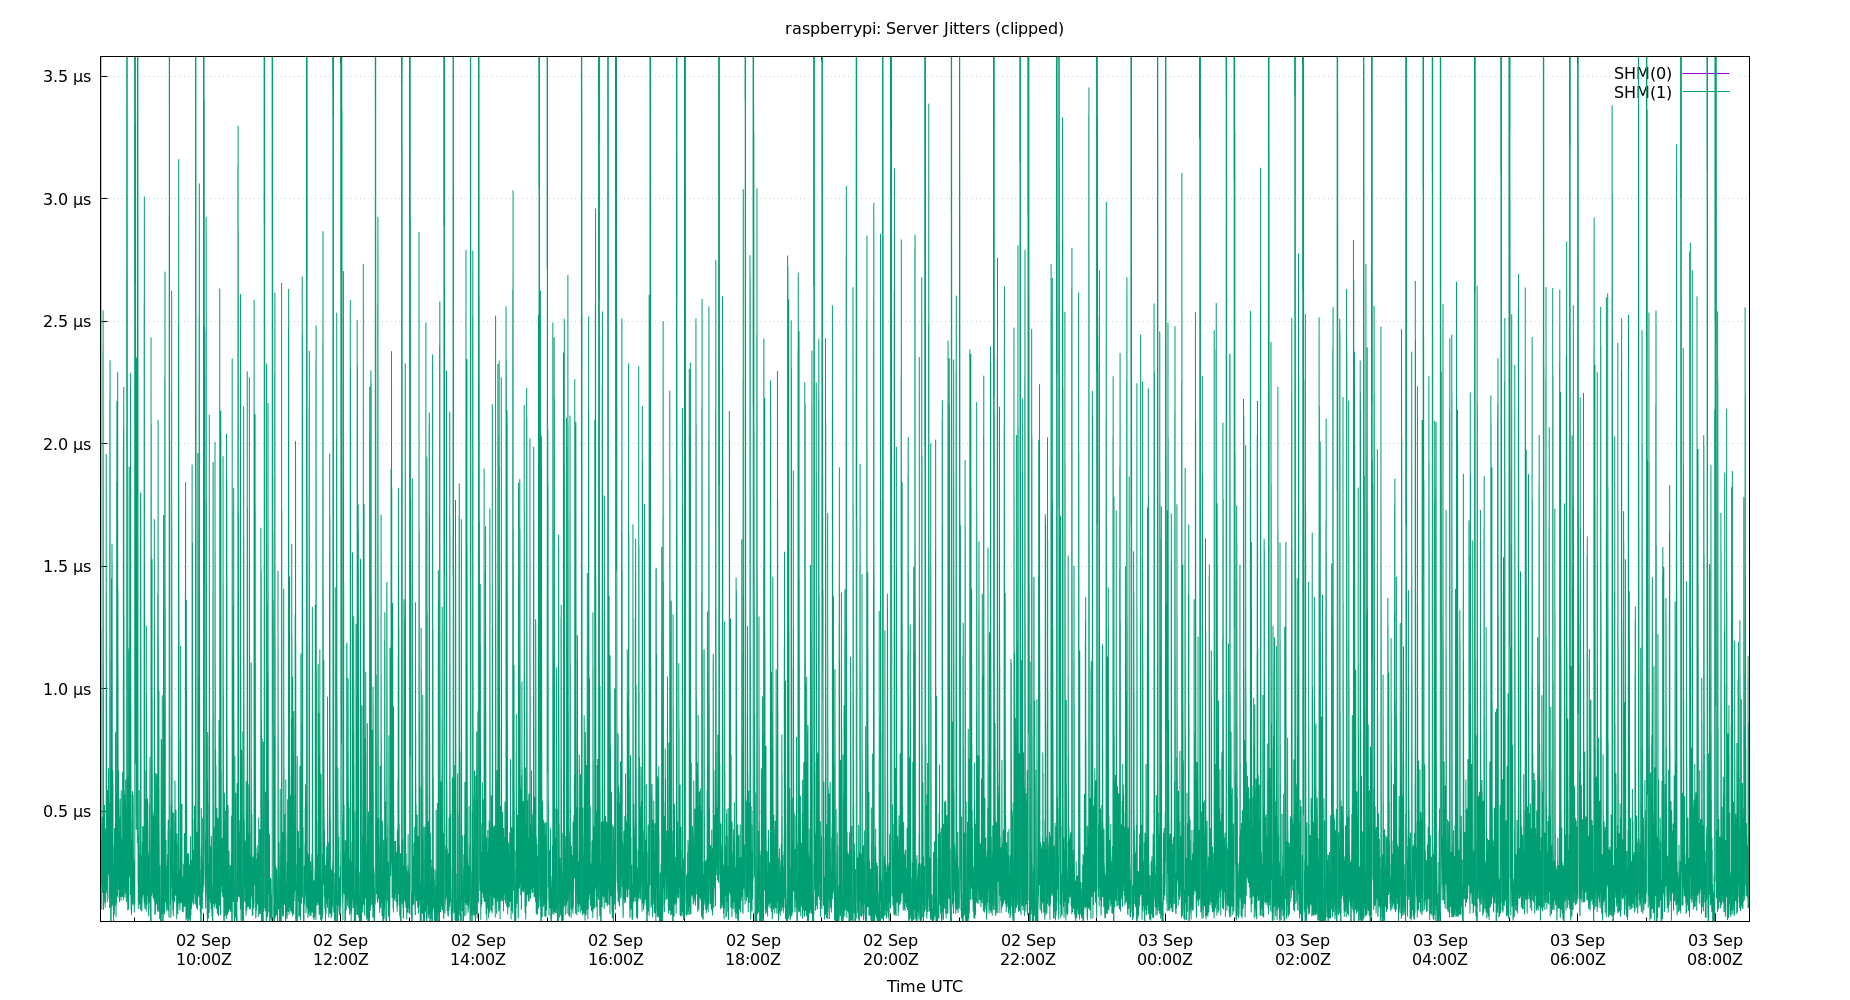 raspberrypi: Server Jitters (clipped)
3.5 µs
3.0 µs
2.5 µs
2.0 µs
1.5 µs
1.0 µs
0.5 µs
SHM(0)
SHM(1)
02 Sep 02 Sep 02 Sep 02 Sep 02 Sep 02 Sep 02 Sep 03 Sep 03 Sep 03 Sep 03 Sep 03 Sep
10:00Z 12:00Z 14:00Z 16:00Z 18:00Z 20:00Z 22:00Z 00:00Z 02:00Z 04:00Z 06:00Z 08:00Z
Time UTC